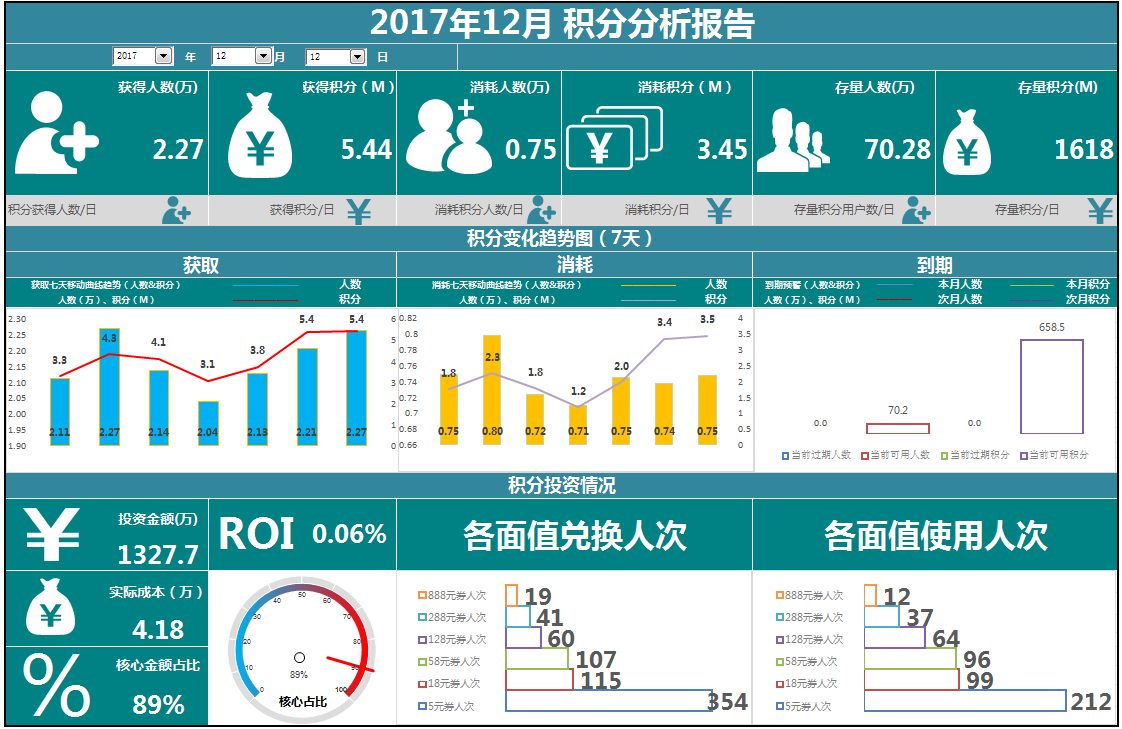 2017年12月 积分分析报告
2017 年 12 月 12 日
获得人数(万) 获得积分（M） 消耗人数(万) 消耗积分（M） 存量人数(万) 存量积分(M)
¥ ¥ ¥
2.27 5.44 0.75 3.45 70.28 1618
积分获得人数/日 获得积分/日 ¥ 消耗积分人数/日 消耗积分/日 ¥ 存量积分用户数/日 存量积分/日 ¥
积分变化趋势图（7天）
获取 消耗 到期
获取七天移动曲线趋势（人数&积分） 人数
人数（万）、积分（M） 积分
消耗七天移动曲线趋势（人数&积分） 人数
人数（万）、积分（M） 积分
到期预警（人数&积分） 本月人数 本月积分
人数（万）、积分（M） 次月人数 次月积分
2.30
2.25
2.20
2.15
2.10
2.05
2.00
1.95
1.90
3.3 4.3 4.1 3.1 3.8 5.4 5.4
2.11 2.27 2.14 2.04 2.13 2.21 2.27
6
5
4
3
2
1
0
0.82
0.8
0.78
0.76
0.74
0.72
0.7
0.68
0.66
1.8 2.3 1.8 1.2 2.0 3.4 3.5
0.75 0.80 0.72 0.71 0.75 0.74 0.75
4
3.5
3
2.5
2
1.5
1
0.5
0
0.0 70.2 0.0 658.5
当前过期人数 当前可用人数 当前过期积分 当前可用积分
积分投资情况
¥ 投资金额(万)
1327.7
ROI 0.06%
各面值兑换人次 各面值使用人次
实际成本（万）
¥ 4.18
核心金额占比
% 89%
0 10 20 30 40 50 60 70 90 100
89%
核心占比
888元券人次 19
288元券人次 41
128元券人次 60
58元券人次 107
18元券人次 115
5元券人次 354
888元券人次 12
288元券人次 37
128元券人次 64
58元券人次 96
18元券人次 99
5元券人次 212